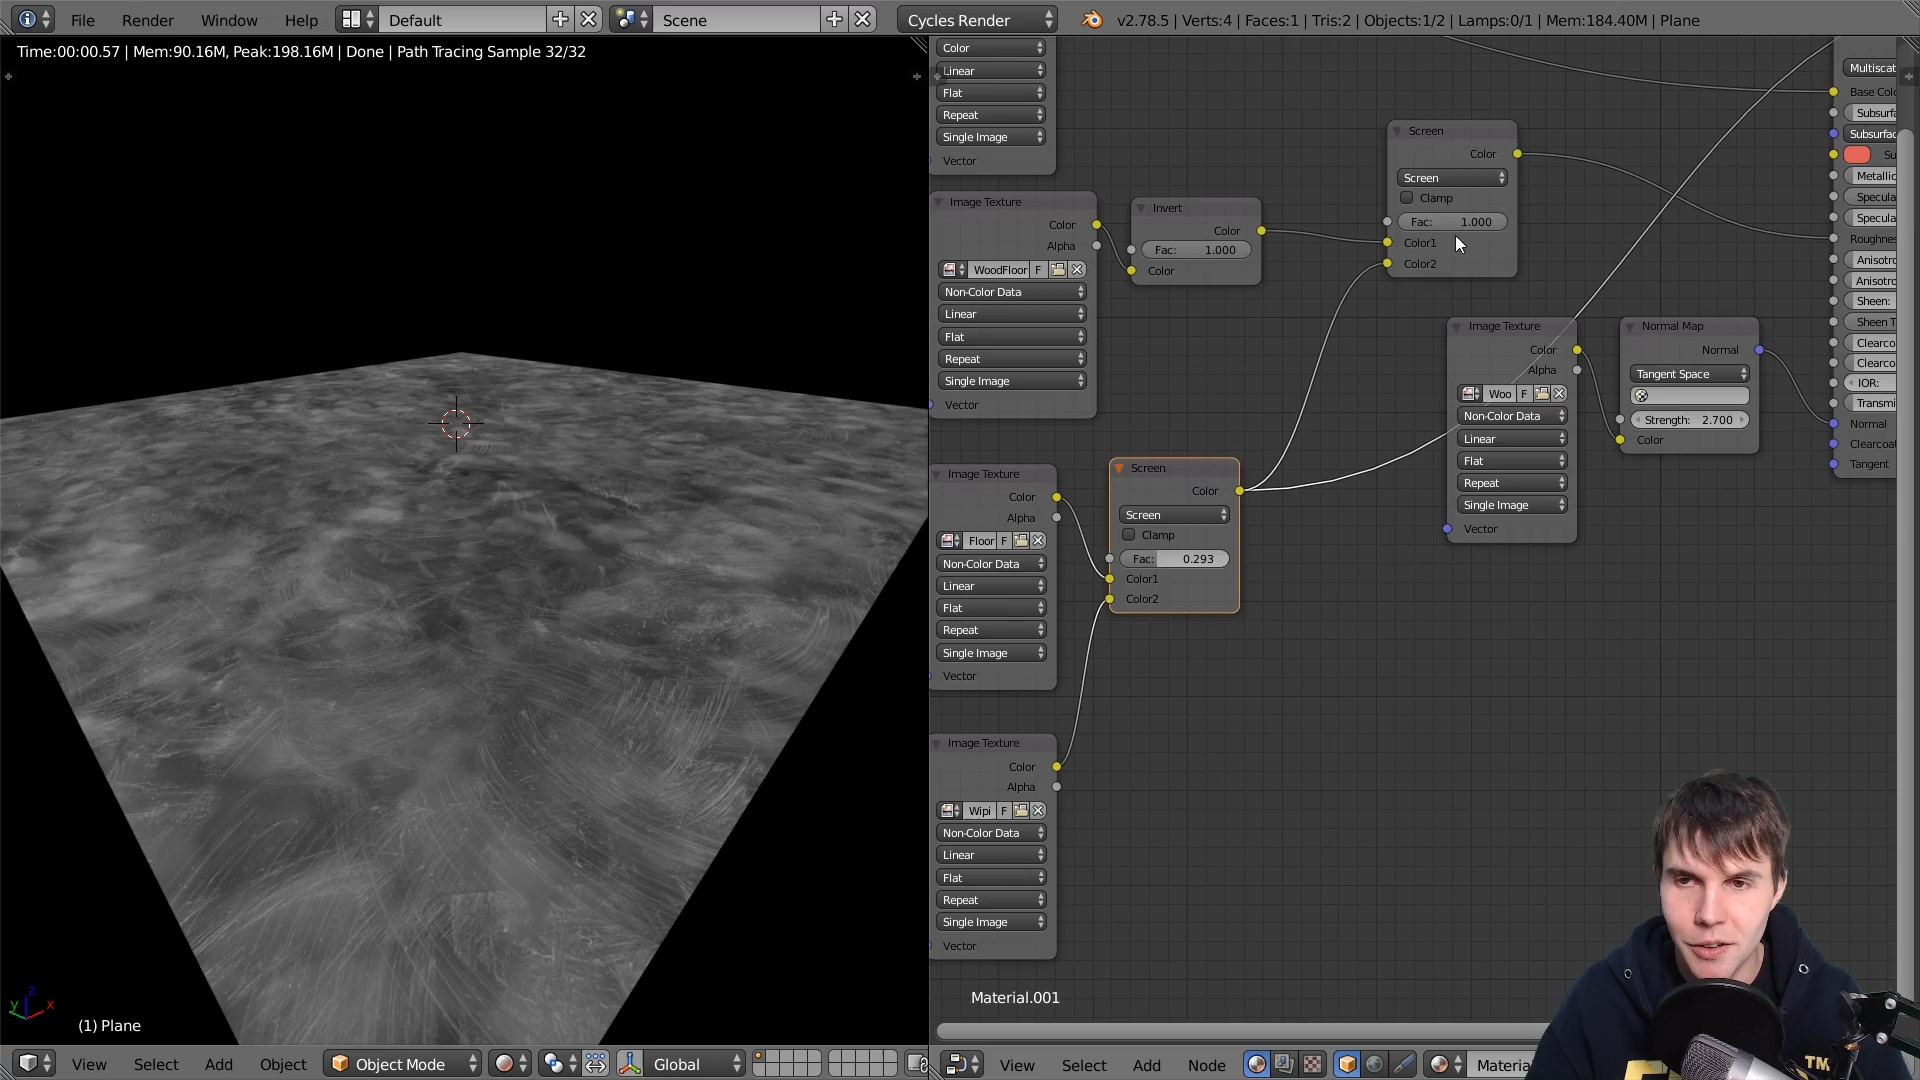 File Render Window Help Default Scene Cycles Render v2.78.5 | Verts:4 | Faces:1 | Tris:2 | Objects:1/2 | Lamps:0/1 | Mem:184.40M | Plane
Time:00:00.57 | Mem:90.16M, Peak:198.16M | Done | Path Tracing Sample 32/32
(1) Plane
View Select Add Object Object Mode Global
Color
Linear
Flat
Repeat
Single Image
Vector
Image Texture
Color
Alpha
WoodFloor F
Non-Color Data
Linear
Flat
Repeat
Single Image
Vector
Invert
Color
Fac: 1.000
Color
Screen
Color
Screen
Clamp
Fac: 1.000
Color1
Color2
Image Texture
Color
Alpha
Floor F
Non-Color Data
Linear
Flat
Repeat
Single Image
Vector
Screen
Color
Screen
Clamp
Fac: 0.293
Color1
Color2
Image Texture
Color
Alpha
Woo F
Non-Color Data
Linear
Flat
Repeat
Single Image
Vector
Normal Map
Normal
Tangent Space
Strength: 2.700
Color
Multiscat
Base Colo
Subsurfa
Subsurfac
Su
Metallic
Specula
Specula
Roughnes
Anisotro
Anisotro
Sheen:
Sheen T
Clearco
Clearco
IOR:
Transmi
Normal
Clearcoat
Tangent
Image Texture
Color
Alpha
Wipi F
Non-Color Data
Linear
Flat
Repeat
Single Image
Vector
Material.001
View Select Add Node Materia
TM